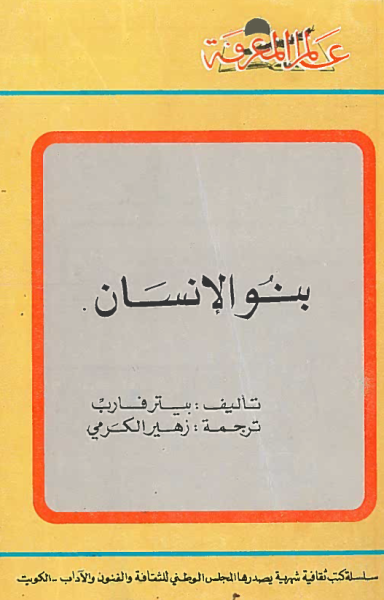 عالم المعرفة
بنو الإنسان
تأليف: بيتر فارب
ترجمة: زهير الكرمي
سلسلة كتب ثقافية شهرية يصدرها المجلس الوطني للثقافة والفنون والآداب - الكويت